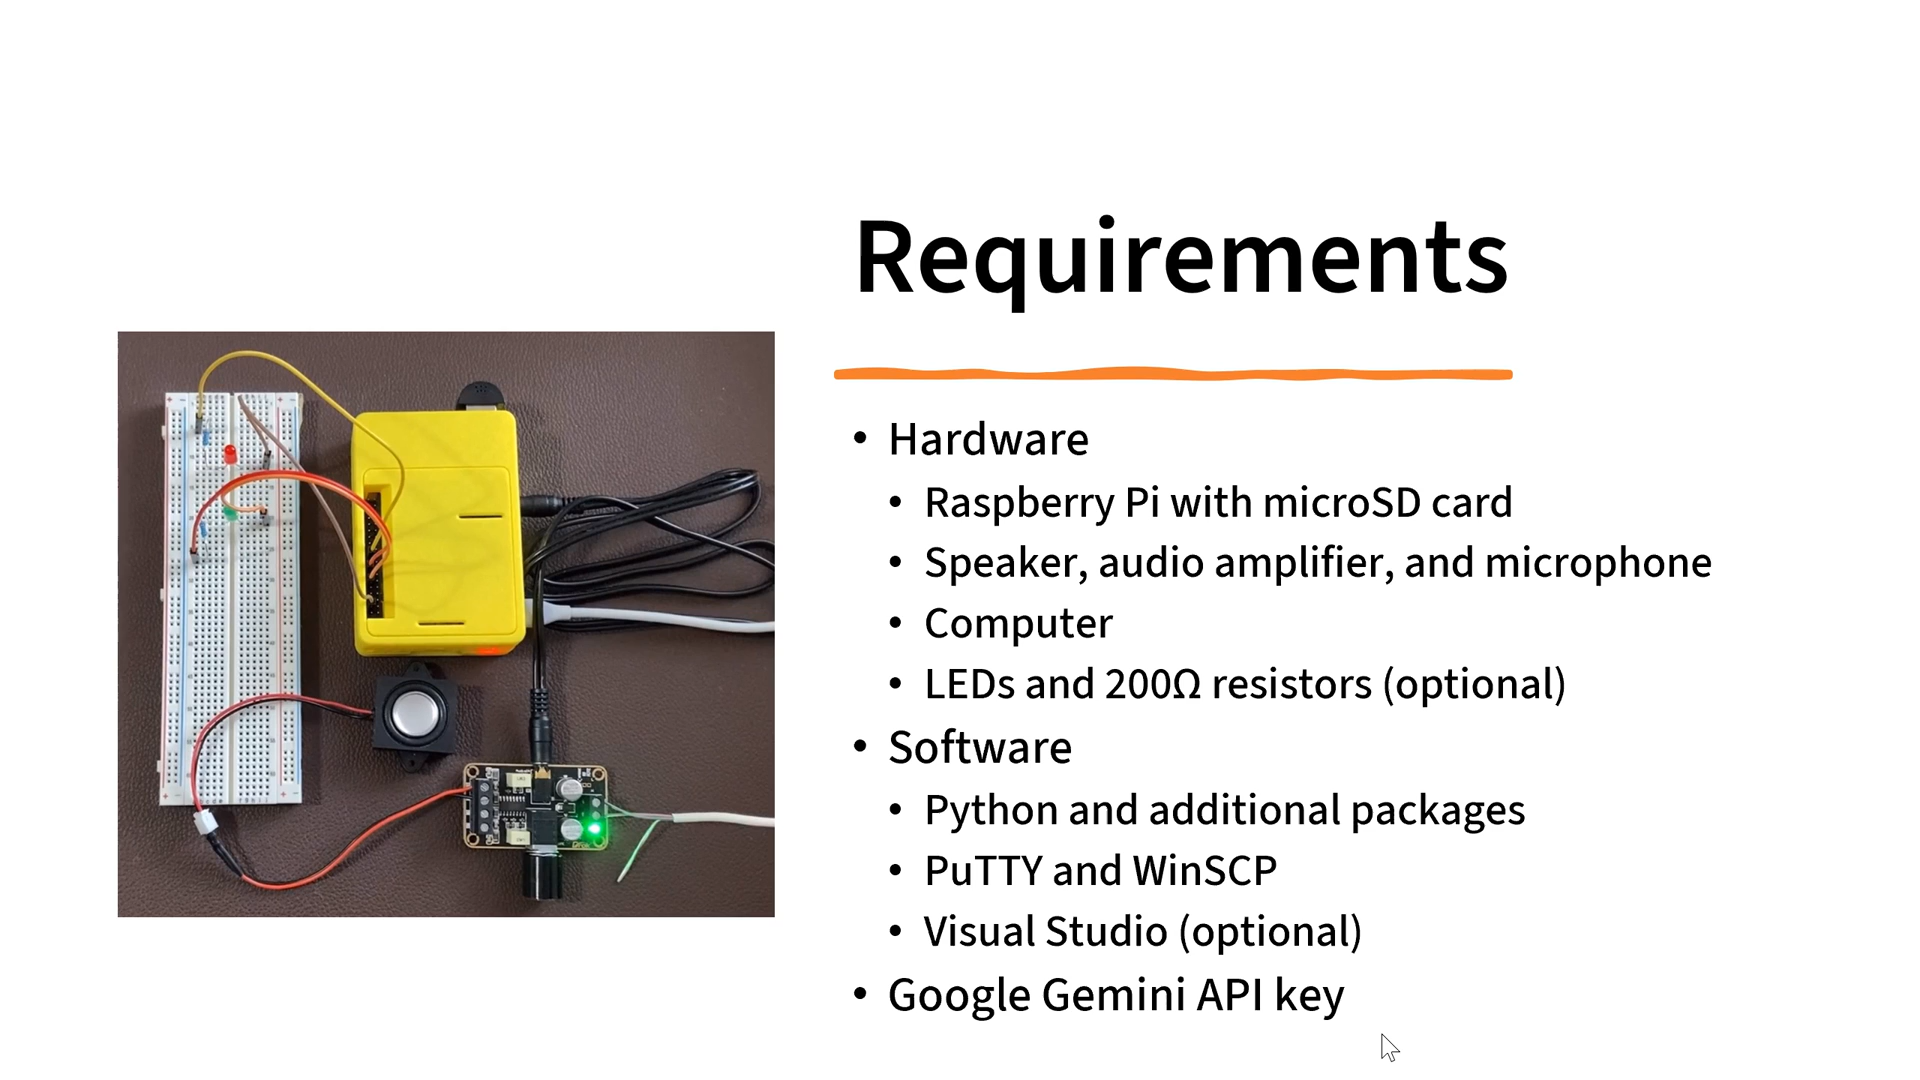 Requirements
• Hardware
• Raspberry Pi with microSD card
• Speaker, audio amplifier, and microphone
• Computer
• LEDs and 200Ω resistors (optional)
• Software
• Python and additional packages
• PuTTY and WinSCP
• Visual Studio (optional)
• Google Gemini API key